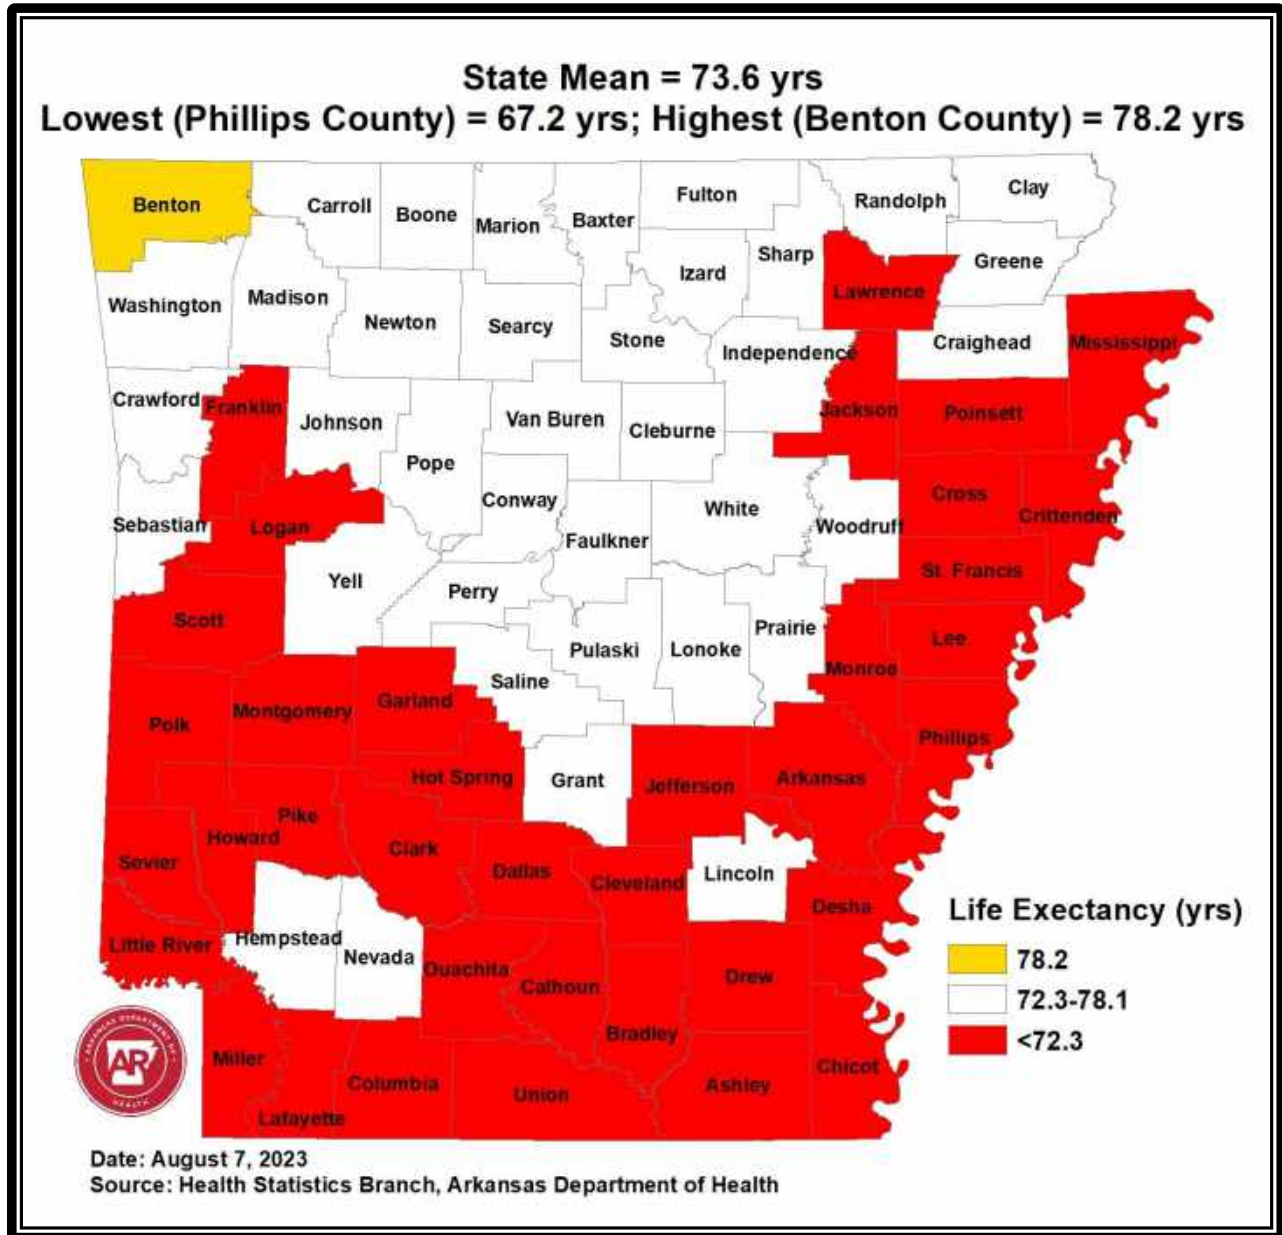 State Mean = 73.6 yrs
Lowest (Phillips County) = 67.2 yrs; Highest (Benton County) = 78.2 yrs
Benton
Carroll
Boone
Marion
Baxter
Fulton
Randolph
Clay
Sharp
Izard
Greene
Lawrence
Washington
Madison
Newton
Searcy
Stone
Independence
Craighead
Mississippi
Crawford
Franklin
Johnson
Van Buren
Cleburne
Jackson
Poinsett
Pope
Conway
White
Woodruff
Cross
Crittenden
Sebastian
Logan
Faulkner
Yell
Perry
St. Francis
Scott
Pulaski
Lonoke
Prairie
Lee
Monroe
Saline
Polk
Montgomery
Garland
Phillips
Hot Spring
Grant
Jefferson
Arkansas
Pike
Howard
Clark
Sevier
Dallas
Cleveland
Lincoln
Desha
Little River
Hempstead
Nevada
Ouachita
Calhoun
Drew
Bradley
Miller
Columbia
Union
Ashley
Chicot
Lafayette
Life Exectancy (yrs)
78.2
72.3-78.1
<72.3
ARKANSAS DEPARTMENT OF
AR
HEALTH
Date: August 7, 2023
Source: Health Statistics Branch, Arkansas Department of Health